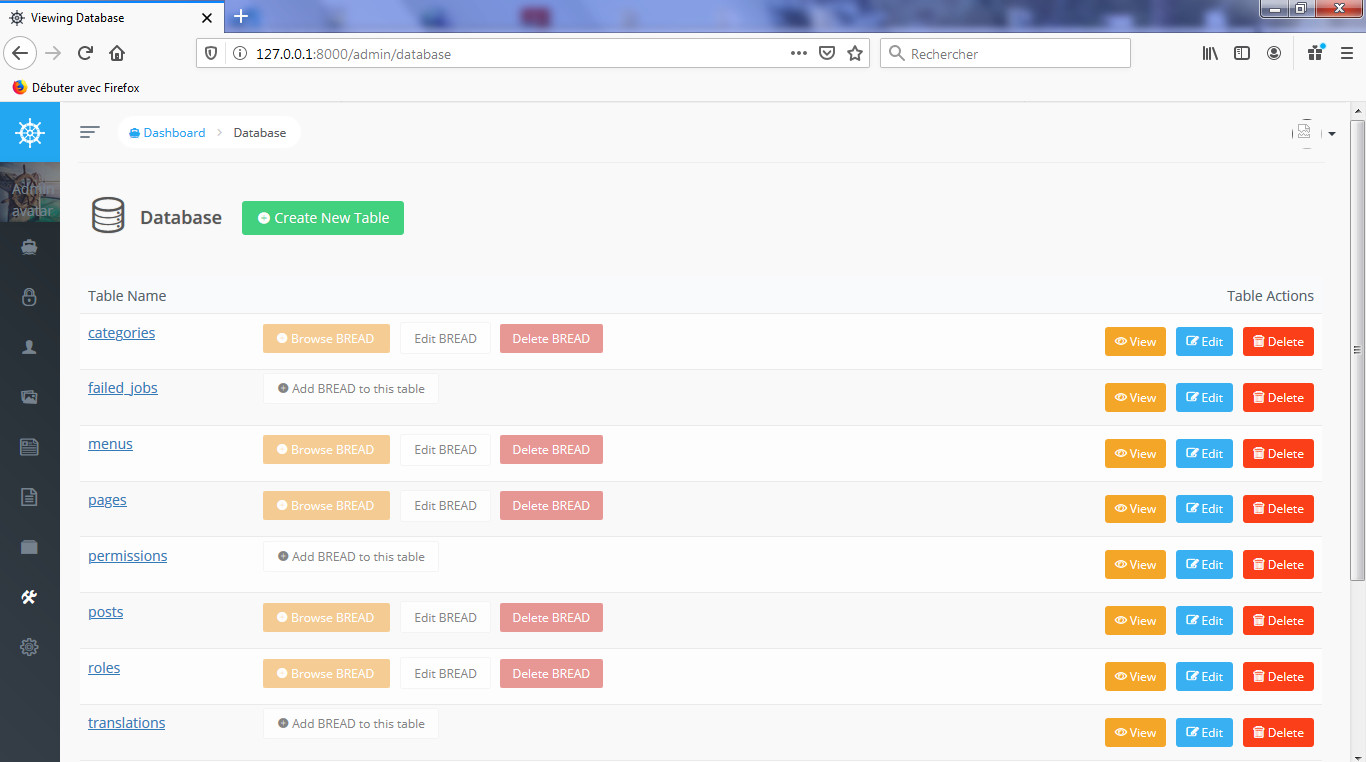 Viewing Database
127.0.0.1:8000/admin/database
Rechercher
Débuter avec Firefox
Dashboard > Database
Admin
avatar
Database
Create New Table
Table Name Table Actions
categories Browse BREAD Edit BREAD Delete BREAD View Edit Delete
failed_jobs Add BREAD to this table View Edit Delete
menus Browse BREAD Edit BREAD Delete BREAD View Edit Delete
pages Browse BREAD Edit BREAD Delete BREAD View Edit Delete
permissions Add BREAD to this table View Edit Delete
posts Browse BREAD Edit BREAD Delete BREAD View Edit Delete
roles Browse BREAD Edit BREAD Delete BREAD View Edit Delete
translations Add BREAD to this table View Edit Delete